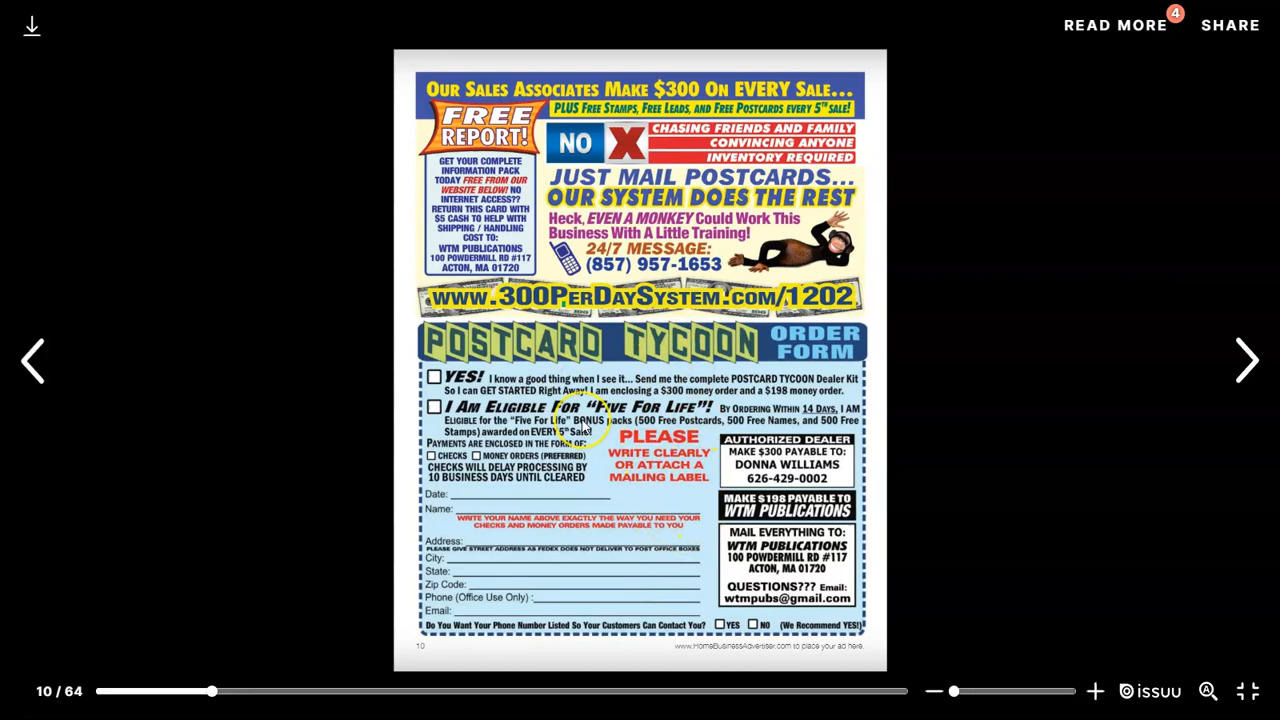 READ MORE
4
SHARE
OUR SALES ASSOCIATES MAKE $300 ON EVERY SALE...
PLUS FREE STAMPS, FREE LEADS, AND FREE POSTCARDS EVERY 5TH SALE!
FREE
REPORT!
GET YOUR COMPLETE
INFORMATION PACK
TODAY FREE FROM OUR
WEBSITE BELOW! NO
INTERNET ACCESS??
RETURN THIS CARD WITH
$5 CASH TO HELP WITH
SHIPPING / HANDLING
COST TO:
WTM PUBLICATIONS
100 POWDERMILL RD #117
ACTON, MA 01720
NO X
CHASING FRIENDS AND FAMILY
CONVINCING ANYONE
INVENTORY REQUIRED
JUST MAIL POSTCARDS...
OUR SYSTEM DOES THE REST
Heck, EVEN A MONKEY Could Work This
Business With A Little Training!
24/7 MESSAGE:
(857) 957-1653
WWW.300PERDAYSYSTEM.COM/1202
POSTCARD TYCOON
ORDER
FORM
YES! I know a good thing when I see it... Send me the complete POSTCARD TYCOON Dealer Kit
So I can GET STARTED Right Away! I am enclosing a $300 money order and a $198 money order.
I AM ELIGIBLE FOR "FIVE FOR LIFE"! BY ORDERING WITHIN 14 DAYS, I AM
ELIGIBLE for the "Five For Life" BONUS packs (500 Free Postcards, 500 Free Names, and 500 Free
Stamps) awarded on EVERY 5th Sale!
PAYMENTS ARE ENCLOSED IN THE FORM OF:
CHECKS MONEY ORDERS (PREFERRED)
CHECKS WILL DELAY PROCESSING BY
10 BUSINESS DAYS UNTIL CLEARED
PLEASE
WRITE CLEARLY
OR ATTACH A
MAILING LABEL
Date:
Name:
WRITE YOUR NAME ABOVE EXACTLY THE WAY YOU NEED YOUR
CHECKS AND MONEY ORDERS MADE PAYABLE TO YOU
Address:
PLEASE GIVE STREET ADDRESS AS FEDEX DOES NOT DELIVER TO POST OFFICE BOXES
City:
State:
Zip Code:
Phone (Office Use Only) :
Email:
AUTHORIZED DEALER
MAKE $300 PAYABLE TO:
DONNA WILLIAMS
626-429-0002
MAKE $198 PAYABLE TO
WTM PUBLICATIONS
MAIL EVERYTHING TO:
WTM PUBLICATIONS
100 POWDERMILL RD #117
ACTON, MA 01720
QUESTIONS??? Email:
wtmpubs@gmail.com
Do You Want Your Phone Number Listed So Your Customers Can Contact You? YES NO (We Recommend YES!)
10
www.HomeBusinessAdvertiser.com to place your ad here.
10 / 64
issuu